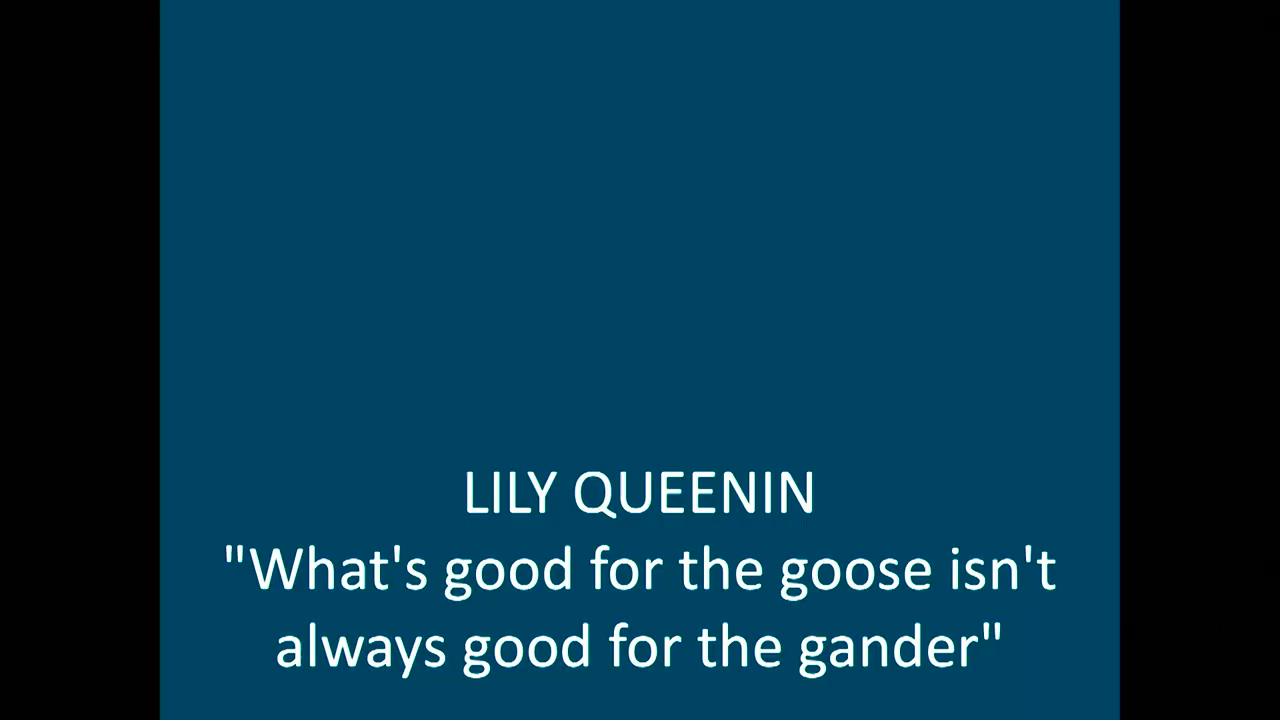 LILY QUEENIN
"What's good for the goose isn't
always good for the gander"